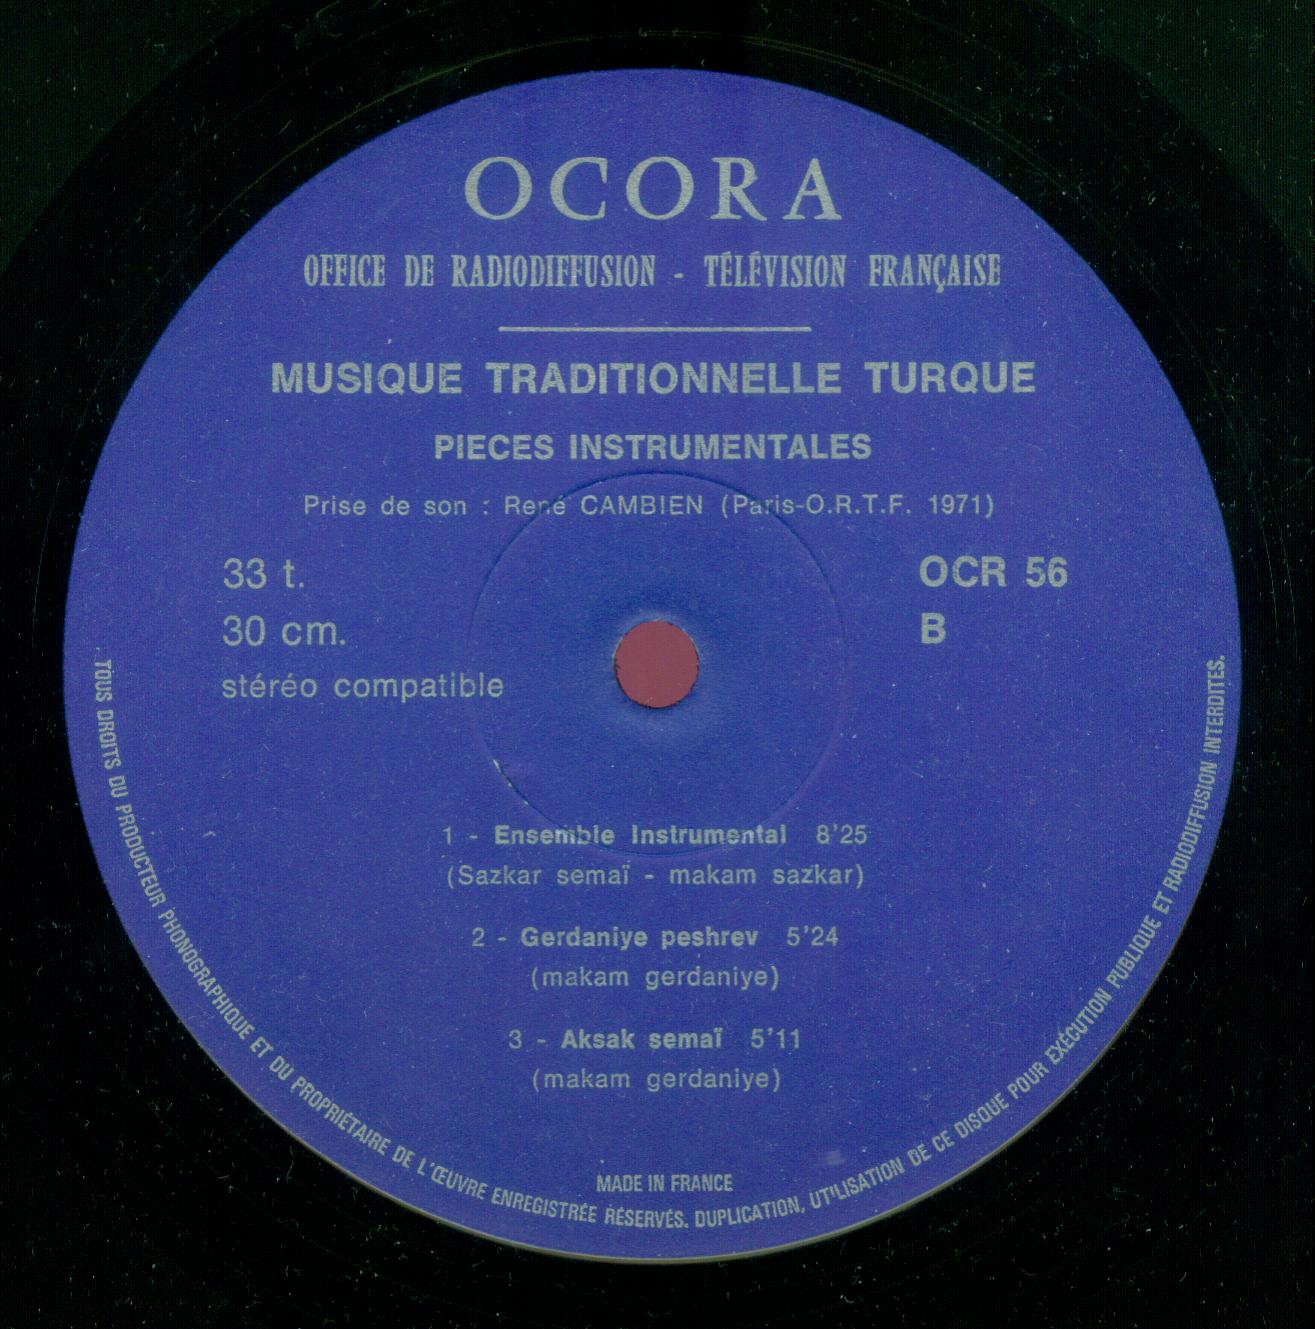 OCORA
OFFICE DE RADIODIFFUSION - TÉLÉVISION FRANÇAISE
MUSIQUE TRADITIONNELLE TURQUE
PIECES INSTRUMENTALES
Prise de son : René CAMBIEN (Paris-O.R.T.F. 1971)
33 t.
30 cm.
stéréo compatible
OCR 56
B
1 - Ensemble Instrumental 8'25
(Sazkar semaï - makam sazkar)
2 - Gerdaniye peshrev 5'24
(makam gerdaniye)
3 - Aksak semaï 5'11
(makam gerdaniye)
MADE IN FRANCE
TOUS DROITS DU PRODUCTEUR PHONOGRAPHIQUE ET DU PROPRIÉTAIRE DE L'ŒUVRE ENREGISTRÉE RÉSERVÉS. DUPLICATION, UTILISATION DE CE DISQUE POUR EXÉCUTION PUBLIQUE ET RADIODIFFUSION INTERDITES.